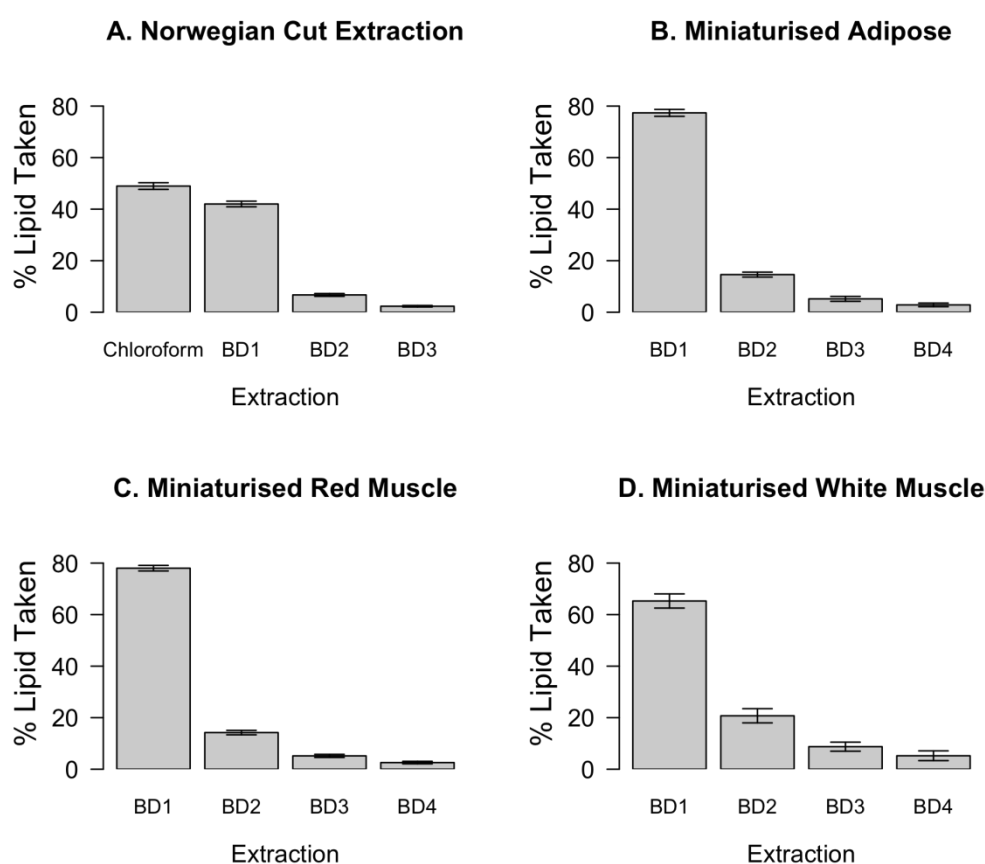 A. Norwegian Cut Extraction
% Lipid Taken
80
60
40
20
0
Chloroform BD1 BD2 BD3
Extraction
B. Miniaturised Adipose
% Lipid Taken
80
60
40
20
0
BD1 BD2 BD3 BD4
Extraction
C. Miniaturised Red Muscle
% Lipid Taken
80
60
40
20
0
BD1 BD2 BD3 BD4
Extraction
D. Miniaturised White Muscle
% Lipid Taken
80
60
40
20
0
BD1 BD2 BD3 BD4
Extraction